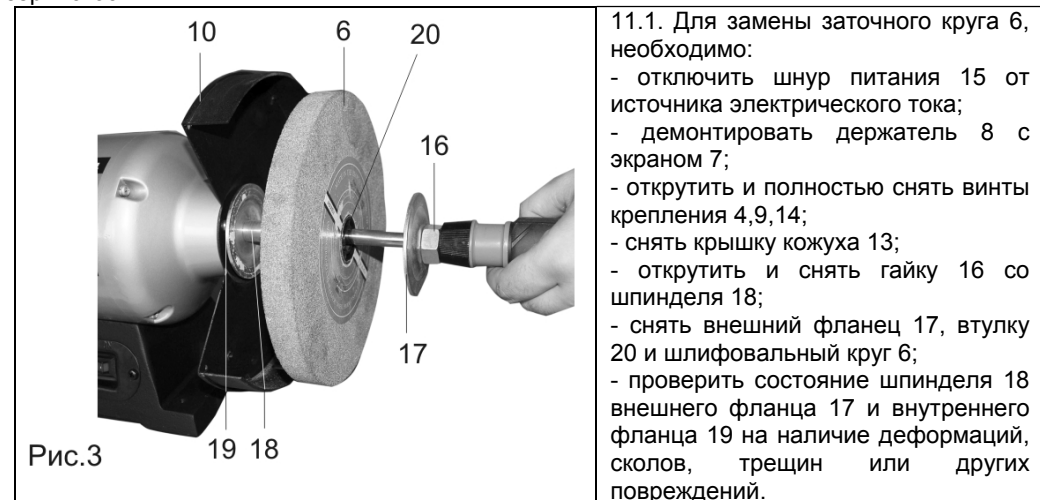 10
6
20
16
17
19
18
Рис.3
11.1. Для замены заточного круга 6,
необходимо:
- отключить шнур питания 15 от
источника электрического тока;
- демонтировать держатель 8 с
экраном 7;
- открутить и полностью снять винты
крепления 4,9,14;
- снять крышку кожуха 13;
- открутить и снять гайку 16 со
шпинделя 18;
- снять внешний фланец 17, втулку
20 и шлифовальный круг 6;
- проверить состояние шпинделя 18
внешнего фланца 17 и внутреннего
фланца 19 на наличие деформаций,
сколов, трещин или других
повреждений.